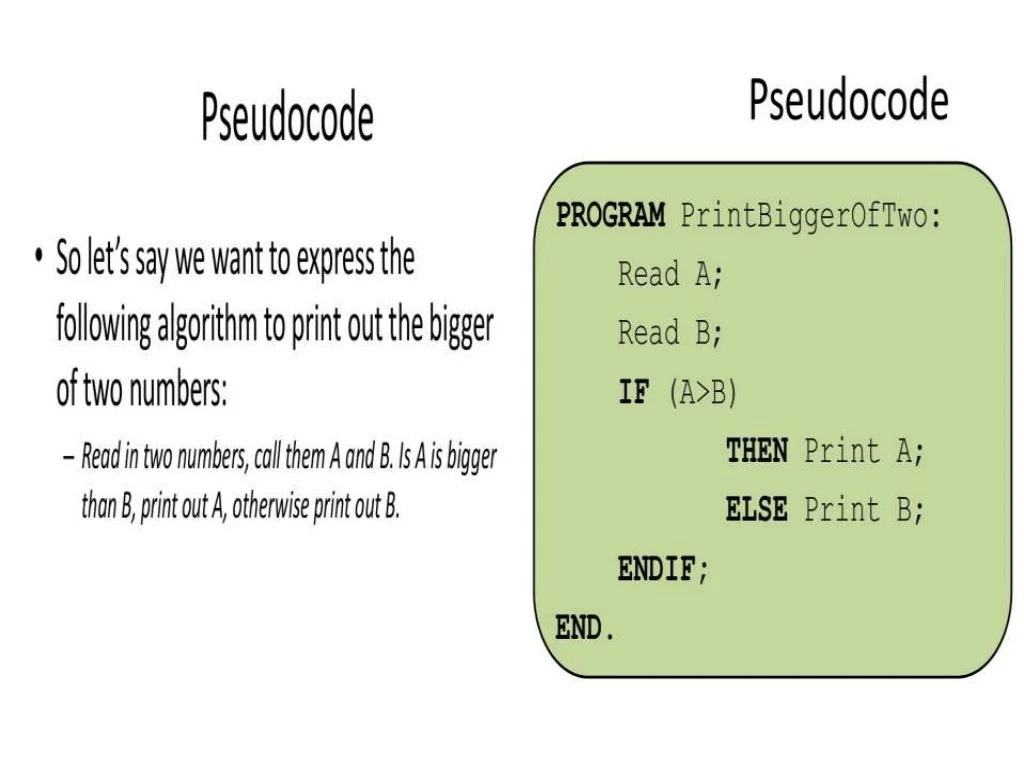 Pseudocode
• So let's say we want to express the
following algorithm to print out the bigger
of two numbers:
– Read in two numbers, call them A and B. Is A is bigger
than B, print out A, otherwise print out B.
Pseudocode
PROGRAM PrintBiggerOfTwo:
Read A;
Read B;
IF (A>B)
THEN Print A;
ELSE Print B;
ENDIF;
END.